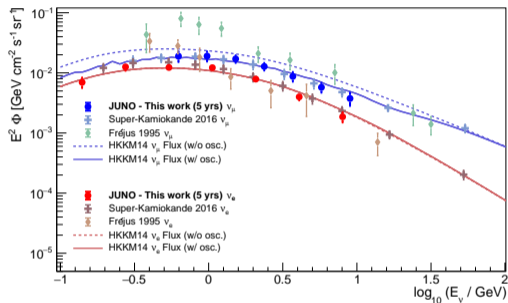 E² Φ [GeV cm⁻² s⁻¹ sr⁻¹]
10⁻¹
10⁻²
10⁻³
10⁻⁴
10⁻⁵
JUNO - This work (5 yrs) νμ
Super-Kamiokande 2016 νμ
Fréjus 1995 νμ
HKKM14 νμ Flux (w/o osc.)
HKKM14 νμ Flux (w/ osc.)
JUNO - This work (5 yrs) νe
Super-Kamiokande 2016 νe
Fréjus 1995 νe
HKKM14 νe Flux (w/o osc.)
HKKM14 νe Flux (w/ osc.)
-1 -0.5 0 0.5 1 1.5 2
log₁₀ (Eν / GeV)